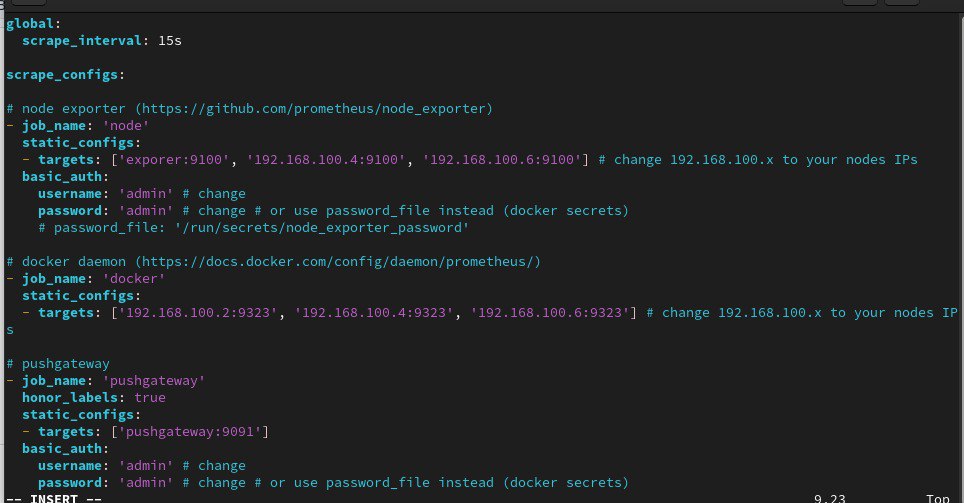 global:
  scrape_interval: 15s

scrape_configs:

# node exporter (https://github.com/prometheus/node_exporter)
- job_name: 'node'
  static_configs:
  - targets: ['exporer:9100', '192.168.100.4:9100', '192.168.100.6:9100'] # change 192.168.100.x to your nodes IPs
  basic_auth:
    username: 'admin' # change
    password: 'admin' # change # or use password_file instead (docker secrets)
    # password_file: '/run/secrets/node_exporter_password'

# docker daemon (https://docs.docker.com/config/daemon/prometheus/)
- job_name: 'docker'
  static_configs:
  - targets: ['192.168.100.2:9323', '192.168.100.4:9323', '192.168.100.6:9323'] # change 192.168.100.x to your nodes IP
s

# pushgateway
- job_name: 'pushgateway'
  honor_labels: true
  static_configs:
  - targets: ['pushgateway:9091']
  basic_auth:
    username: 'admin' # change
    password: 'admin' # change # or use password_file instead (docker secrets)
-- INSERT -- 9,23 Top